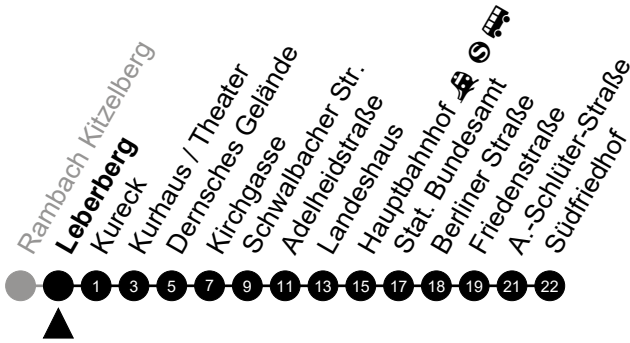 Rambach Kitzelberg
Leberberg
Kureck
Kurhaus / Theater
Dernsches Gelände
Kirchgasse
Schwalbacher Str.
Adelheidstraße
Landeshaus
Hauptbahnhof S
Stat. Bundesamt
Berliner Straße
Friedenstraße
A.-Schlüter-Straße
Südfriedhof
1 3 5 7 9 11 13 15 17 18 19 21 22